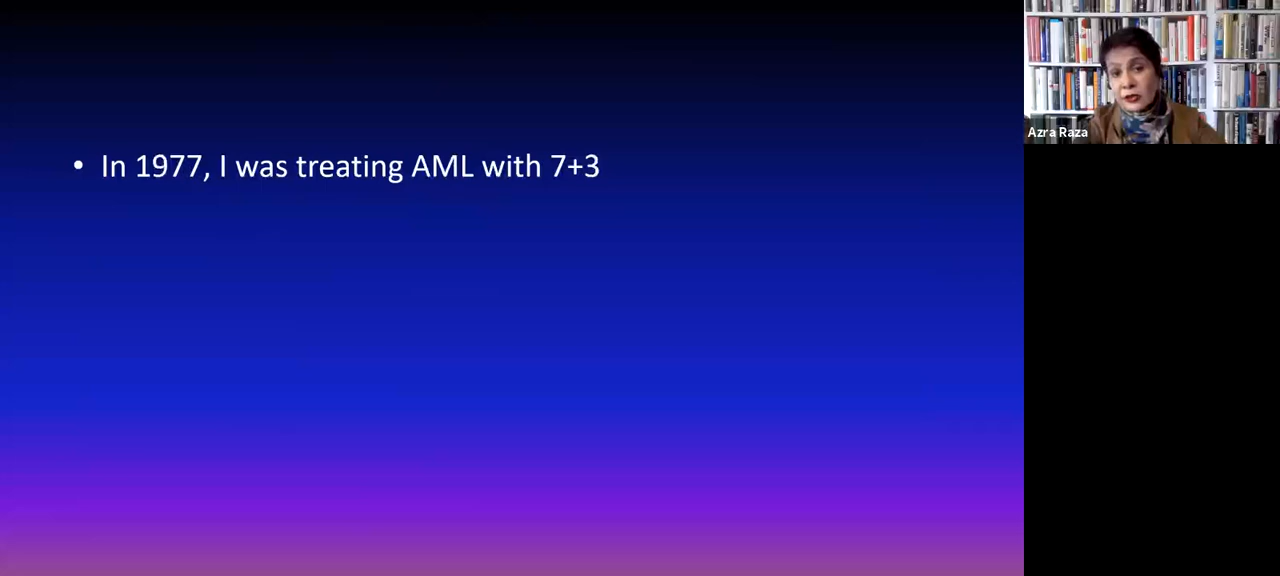 • In 1977, I was treating AML with 7+3
Azra Raza